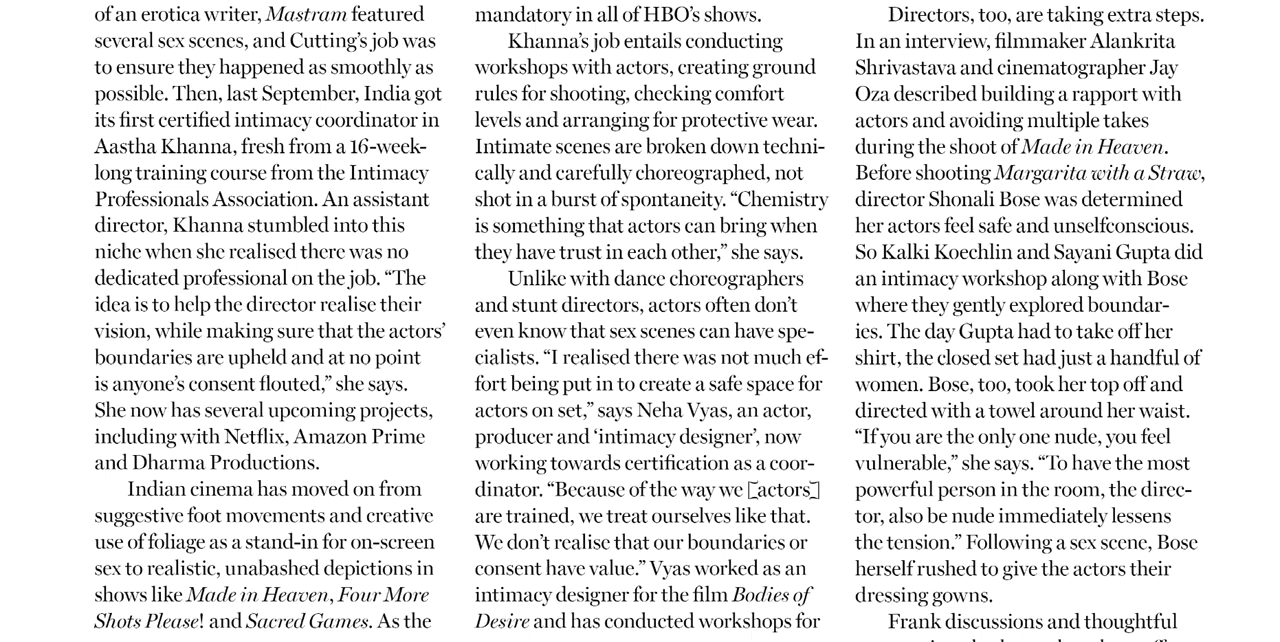 of an erotica writer, Mastram featured
several sex scenes, and Cutting’s job was
to ensure they happened as smoothly as
possible. Then, last September, India got
its first certified intimacy coordinator in
Aastha Khanna, fresh from a 16-week-
long training course from the Intimacy
Professionals Association. An assistant
director, Khanna stumbled into this
niche when she realised there was no
dedicated professional on the job. “The
idea is to help the director realise their
vision, while making sure that the actors’
boundaries are upheld and at no point
is anyone’s consent flouted,” she says.
She now has several upcoming projects,
including with Netflix, Amazon Prime
and Dharma Productions.
Indian cinema has moved on from
suggestive foot movements and creative
use of foliage as a stand-in for on-screen
sex to realistic, unabashed depictions in
shows like Made in Heaven, Four More
Shots Please! and Sacred Games. As the
mandatory in all of HBO’s shows.
Khanna’s job entails conducting
workshops with actors, creating ground
rules for shooting, checking comfort
levels and arranging for protective wear.
Intimate scenes are broken down techni-
cally and carefully choreographed, not
shot in a burst of spontaneity. “Chemistry
is something that actors can bring when
they have trust in each other,” she says.
Unlike with dance choreographers
and stunt directors, actors often don’t
even know that sex scenes can have spe-
cialists. “I realised there was not much ef-
fort being put in to create a safe space for
actors on set,” says Neha Vyas, an actor,
producer and ‘intimacy designer’, now
working towards certification as a coor-
dinator. “Because of the way we [actors]
are trained, we treat ourselves like that.
We don’t realise that our boundaries or
consent have value.” Vyas worked as an
intimacy designer for the film Bodies of
Desire and has conducted workshops for
Directors, too, are taking extra steps.
In an interview, filmmaker Alankrita
Shrivastava and cinematographer Jay
Oza described building a rapport with
actors and avoiding multiple takes
during the shoot of Made in Heaven.
Before shooting Margarita with a Straw,
director Shonali Bose was determined
her actors feel safe and unselfconscious.
So Kalki Koechlin and Sayani Gupta did
an intimacy workshop along with Bose
where they gently explored boundar-
ies. The day Gupta had to take off her
shirt, the closed set had just a handful of
women. Bose, too, took her top off and
directed with a towel around her waist.
“If you are the only one nude, you feel
vulnerable,” she says. “To have the most
powerful person in the room, the direc-
tor, also be nude immediately lessens
the tension.” Following a sex scene, Bose
herself rushed to give the actors their
dressing gowns.
Frank discussions and thoughtful